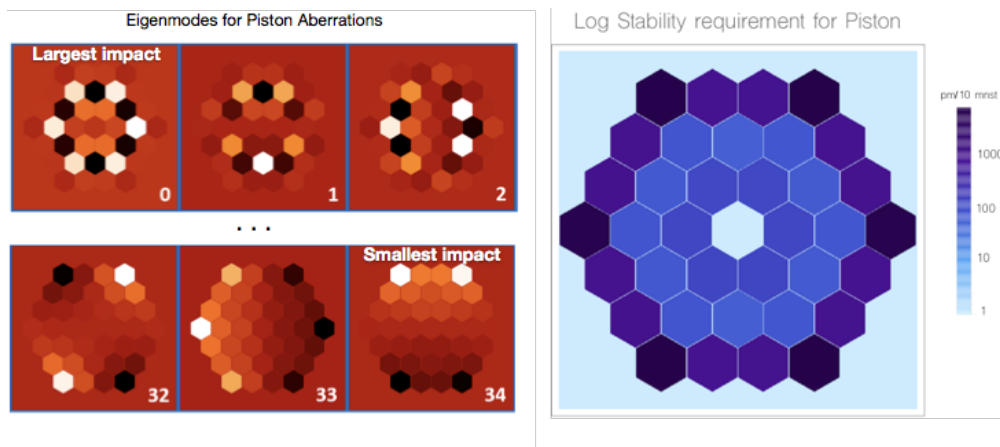 Eigenmodes for Piston Aberrations
Largest impact
0
1
2
. . .
Smallest impact
32
33
34
Log Stability requirement for Piston
pm/10 mnst
1000
100
10
1